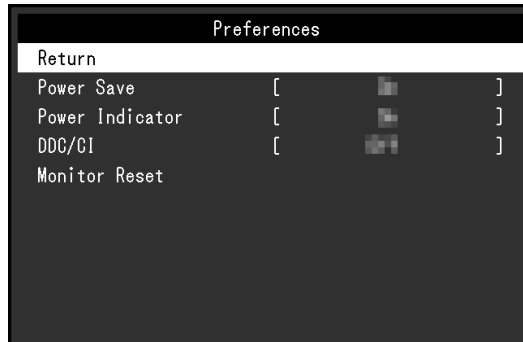 Preferences
Return
Power Save [ ]
Power Indicator [ ]
DDC/CI [ ]
Monitor Reset